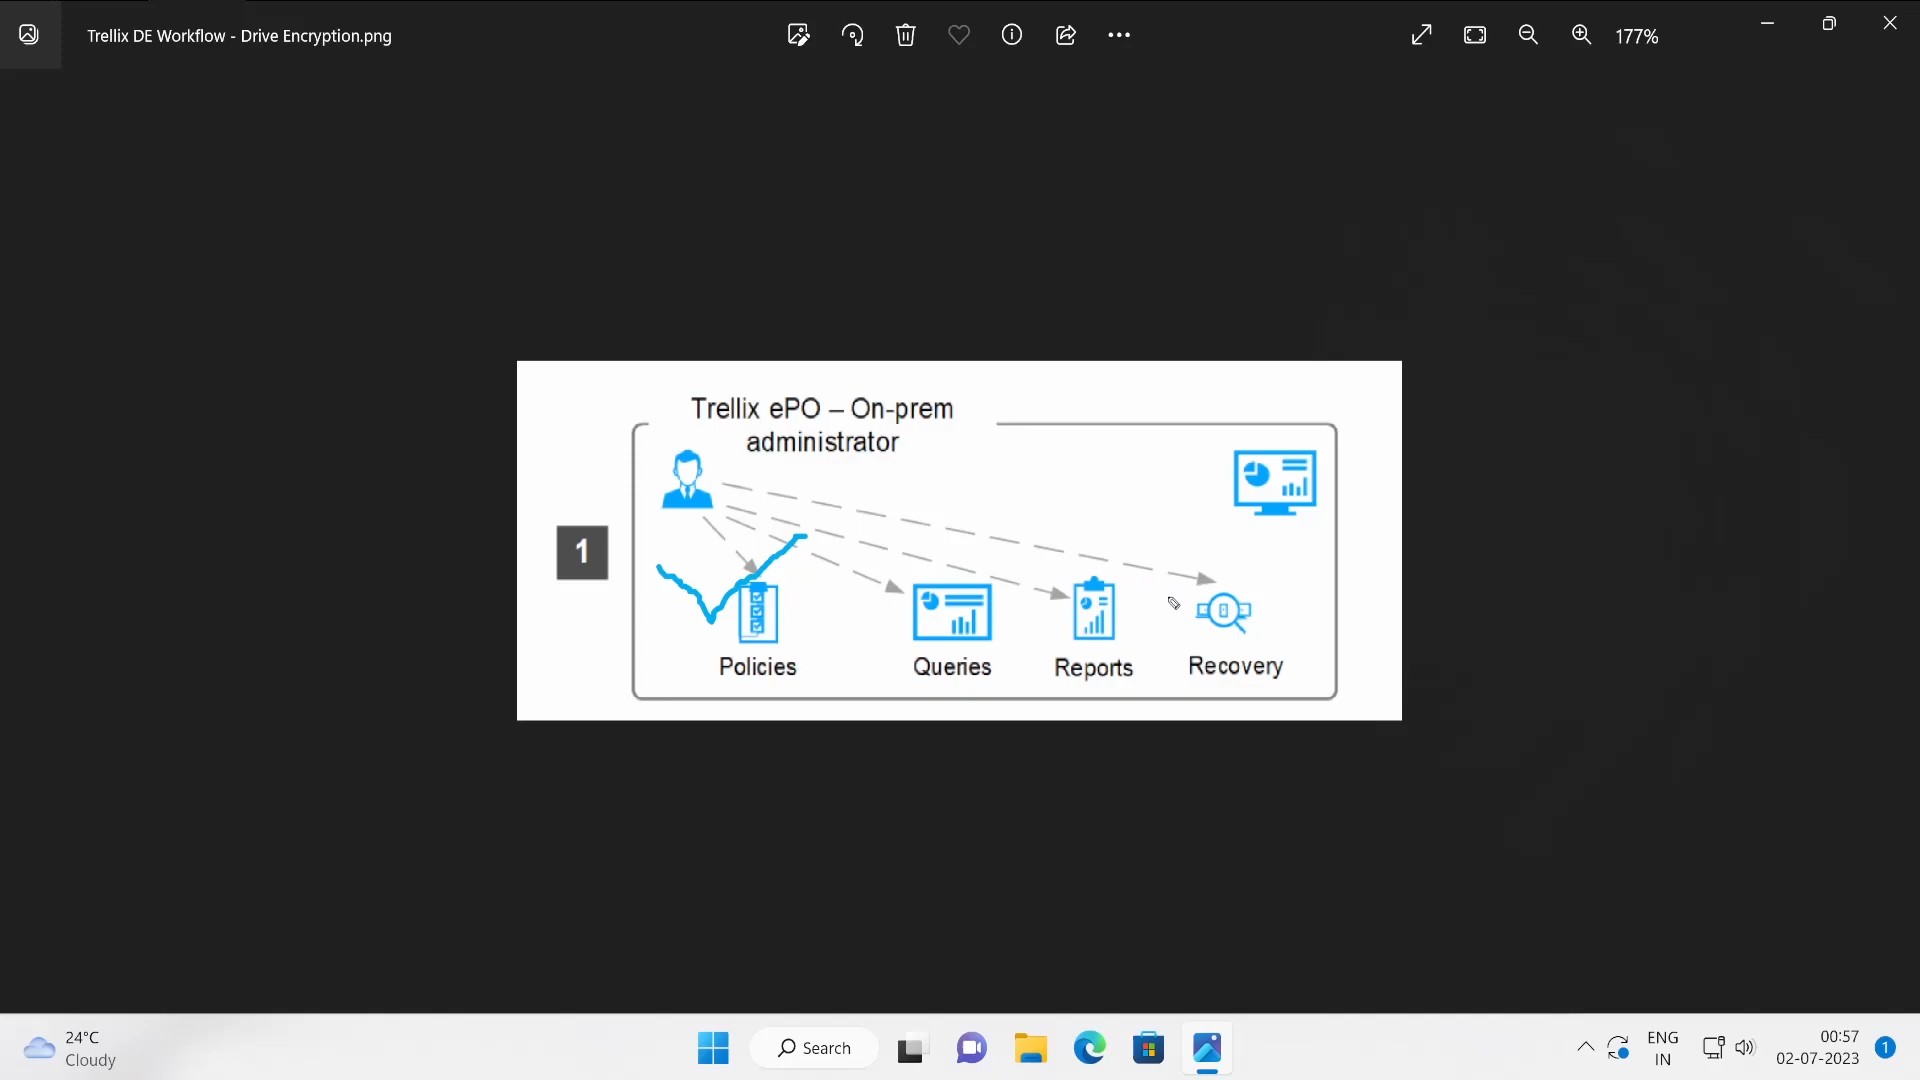 Trellix DE Workflow - Drive Encryption.png
177%
Trellix ePO – On-prem
administrator
1
Policies
Queries
Reports
Recovery
24°C
Cloudy
Search
ENG
IN
00:57
02-07-2023
1